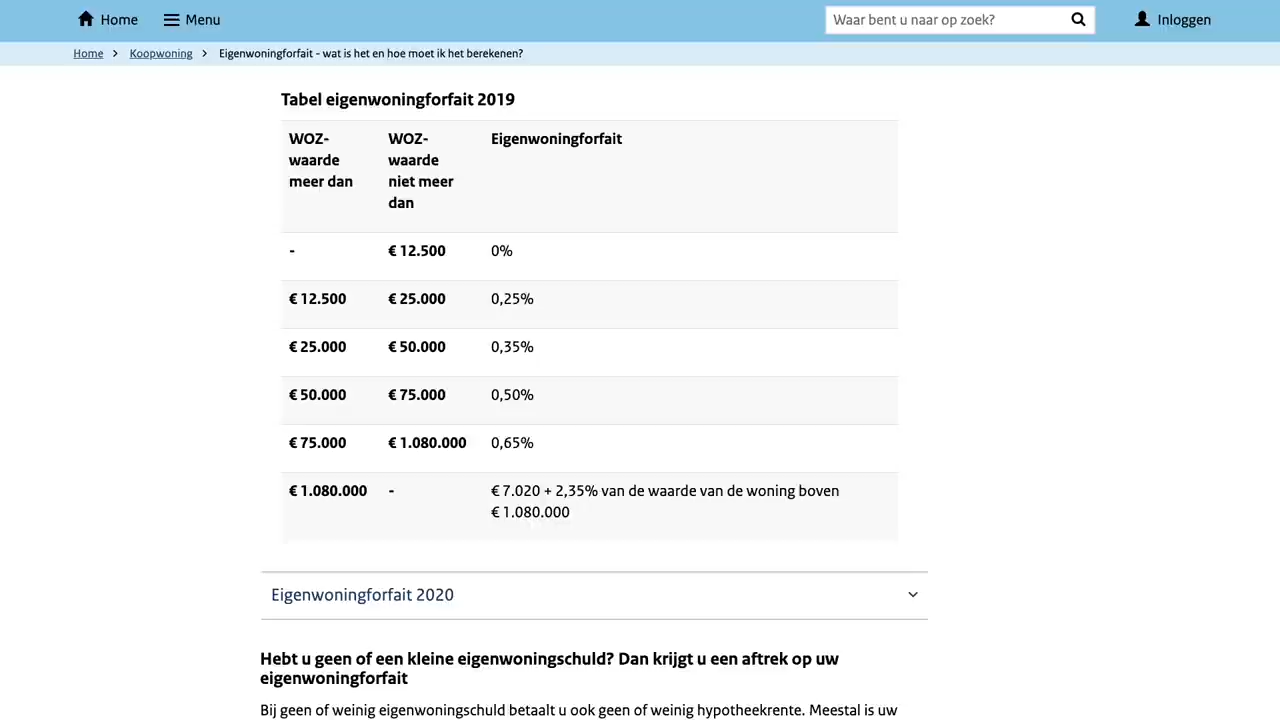 Home Menu Waar bent u naar op zoek? Inloggen
Home > Koopwoning > Eigenwoningforfait - wat is het en hoe moet ik het berekenen?
Tabel eigenwoningforfait 2019
WOZ- WOZ- Eigenwoningforfait
waarde waarde
meer dan niet meer
dan
- € 12.500 0%
€ 12.500 € 25.000 0,25%
€ 25.000 € 50.000 0,35%
€ 50.000 € 75.000 0,50%
€ 75.000 € 1.080.000 0,65%
€ 1.080.000 - € 7.020 + 2,35% van de waarde van de woning boven
€ 1.080.000
Eigenwoningforfait 2020
Hebt u geen of een kleine eigenwoningschuld? Dan krijgt u een aftrek op uw
eigenwoningforfait
Bij geen of weinig eigenwoningschuld betaalt u ook geen of weinig hypotheekrente. Meestal is uw